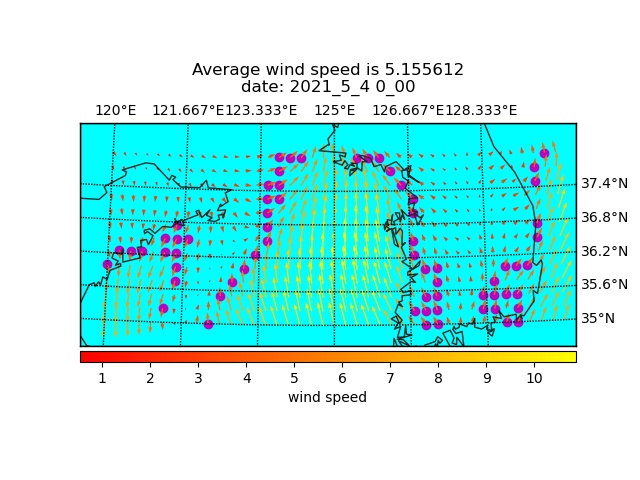 Average wind speed is 5.155612
date: 2021_5_4 0_00
120°E 121.667°E 123.333°E 125°E 126.667°E 128.333°E
37.4°N
36.8°N
36.2°N
35.6°N
35°N
1 2 3 4 5 6 7 8 9 10
wind speed